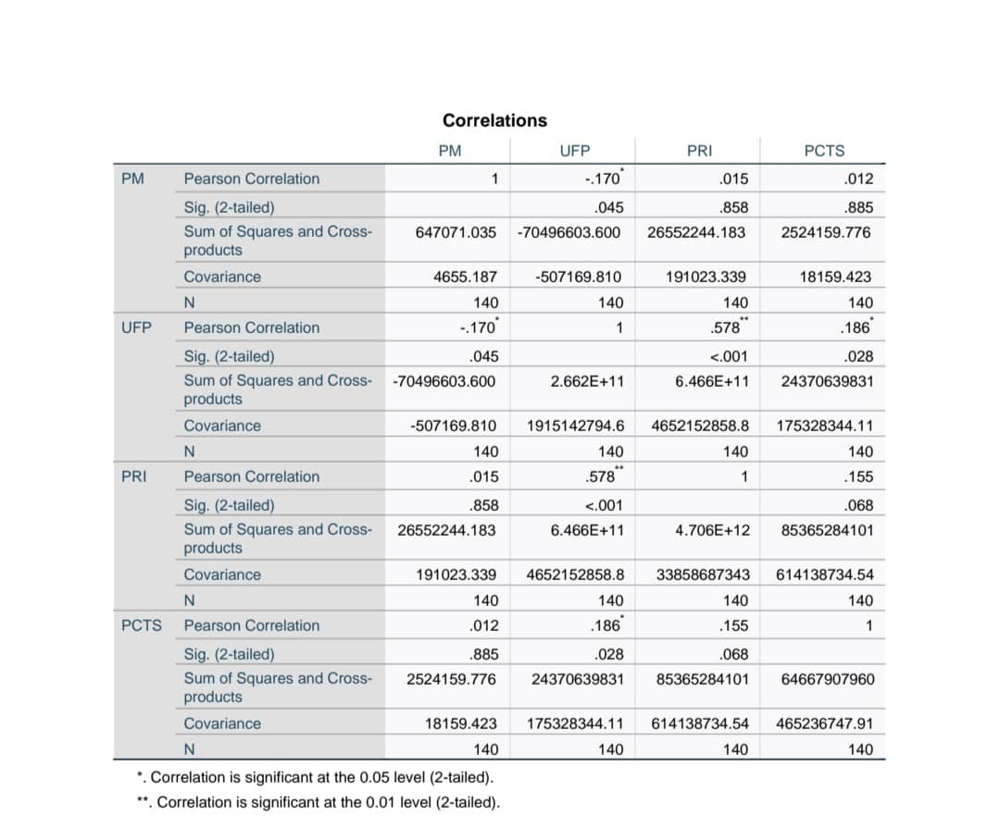 Correlations
PM UFP PRI PCTS
PM Pearson Correlation 1 -.170* .015 .012
Sig. (2-tailed) .045 .858 .885
Sum of Squares and Cross-products 647071.035 -70496603.600 26552244.183 2524159.776
Covariance 4655.187 -507169.810 191023.339 18159.423
N 140 140 140 140
UFP Pearson Correlation -.170* 1 .578** .186*
Sig. (2-tailed) .045 <.001 .028
Sum of Squares and Cross-products -70496603.600 2.662E+11 6.466E+11 24370639831
Covariance -507169.810 1915142794.6 4652152858.8 175328344.11
N 140 140 140 140
PRI Pearson Correlation .015 .578** 1 .155
Sig. (2-tailed) .858 <.001 .068
Sum of Squares and Cross-products 26552244.183 6.466E+11 4.706E+12 85365284101
Covariance 191023.339 4652152858.8 33858687343 614138734.54
N 140 140 140 140
PCTS Pearson Correlation .012 .186* .155 1
Sig. (2-tailed) .885 .028 .068
Sum of Squares and Cross-products 2524159.776 24370639831 85365284101 64667907960
Covariance 18159.423 175328344.11 614138734.54 465236747.91
N 140 140 140 140
*. Correlation is significant at the 0.05 level (2-tailed).
**. Correlation is significant at the 0.01 level (2-tailed).